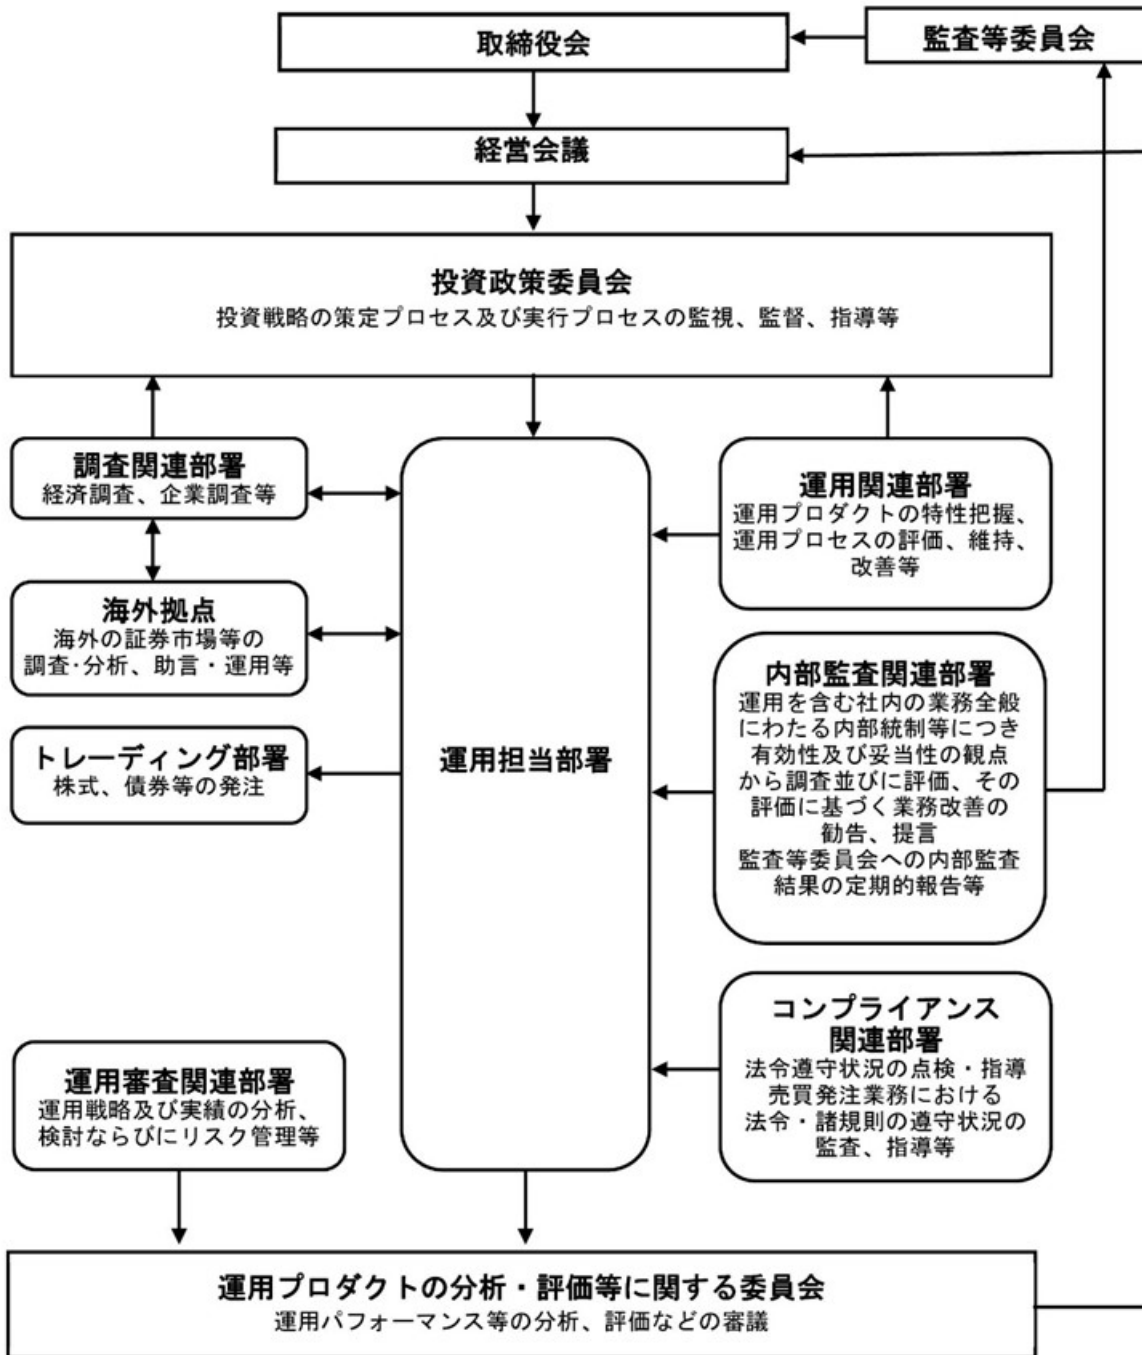 取締役会
監査等委員会
経営会議
投資政策委員会
投資戦略の策定プロセス及び実行プロセスの監視、監督、指導等
調査関連部署
経済調査、企業調査等
海外拠点
海外の証券市場等の
調査・分析、助言・運用等
トレーディング部署
株式、債券等の発注
運用担当部署
運用関連部署
運用プロダクトの特性把握、
運用プロセスの評価、維持、
改善等
内部監査関連部署
運用を含む社内の業務全般
にわたる内部統制等につき
有効性及び妥当性の観点
から調査並びに評価、その
評価に基づく業務改善の
勧告、提言
監査等委員会への内部監査
結果の定期的報告等
コンプライアンス
関連部署
法令遵守状況の点検・指導
売買発注業務における
法令・諸規則の遵守状況の
監査、指導等
運用審査関連部署
運用戦略及び実績の分析、
検討ならびにリスク管理等
運用プロダクトの分析・評価等に関する委員会
運用パフォーマンス等の分析、評価などの審議